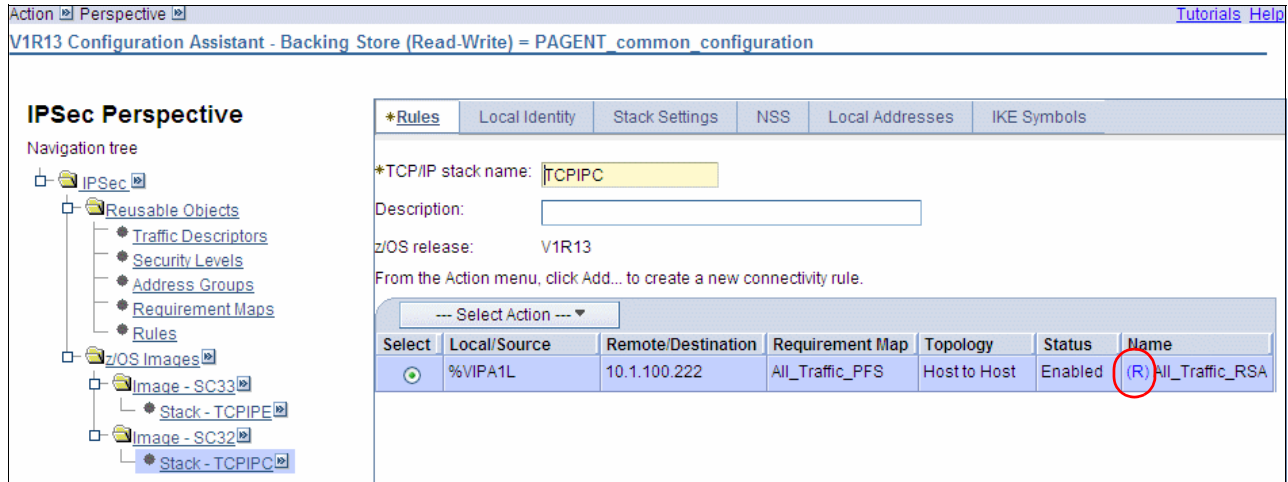 Action Perspective Tutorials Help
V1R13 Configuration Assistant - Backing Store (Read-Write) = PAGENT_common_configuration
IPSec Perspective
Navigation tree
IPSec
Reusable Objects
Traffic Descriptors
Security Levels
Address Groups
Requirement Maps
Rules
z/OS Images
Image - SC33
Stack - TCPIPE
Image - SC32
Stack - TCPIPC
*Rules Local Identity Stack Settings NSS Local Addresses IKE Symbols
*TCP/IP stack name: TCPIPC
Description:
z/OS release: V1R13
From the Action menu, click Add... to create a new connectivity rule.
--- Select Action ---
Select Local/Source Remote/Destination Requirement Map Topology Status Name
%VIPA1L 10.1.100.222 All_Traffic_PFS Host to Host Enabled (R) All_Traffic_RSA